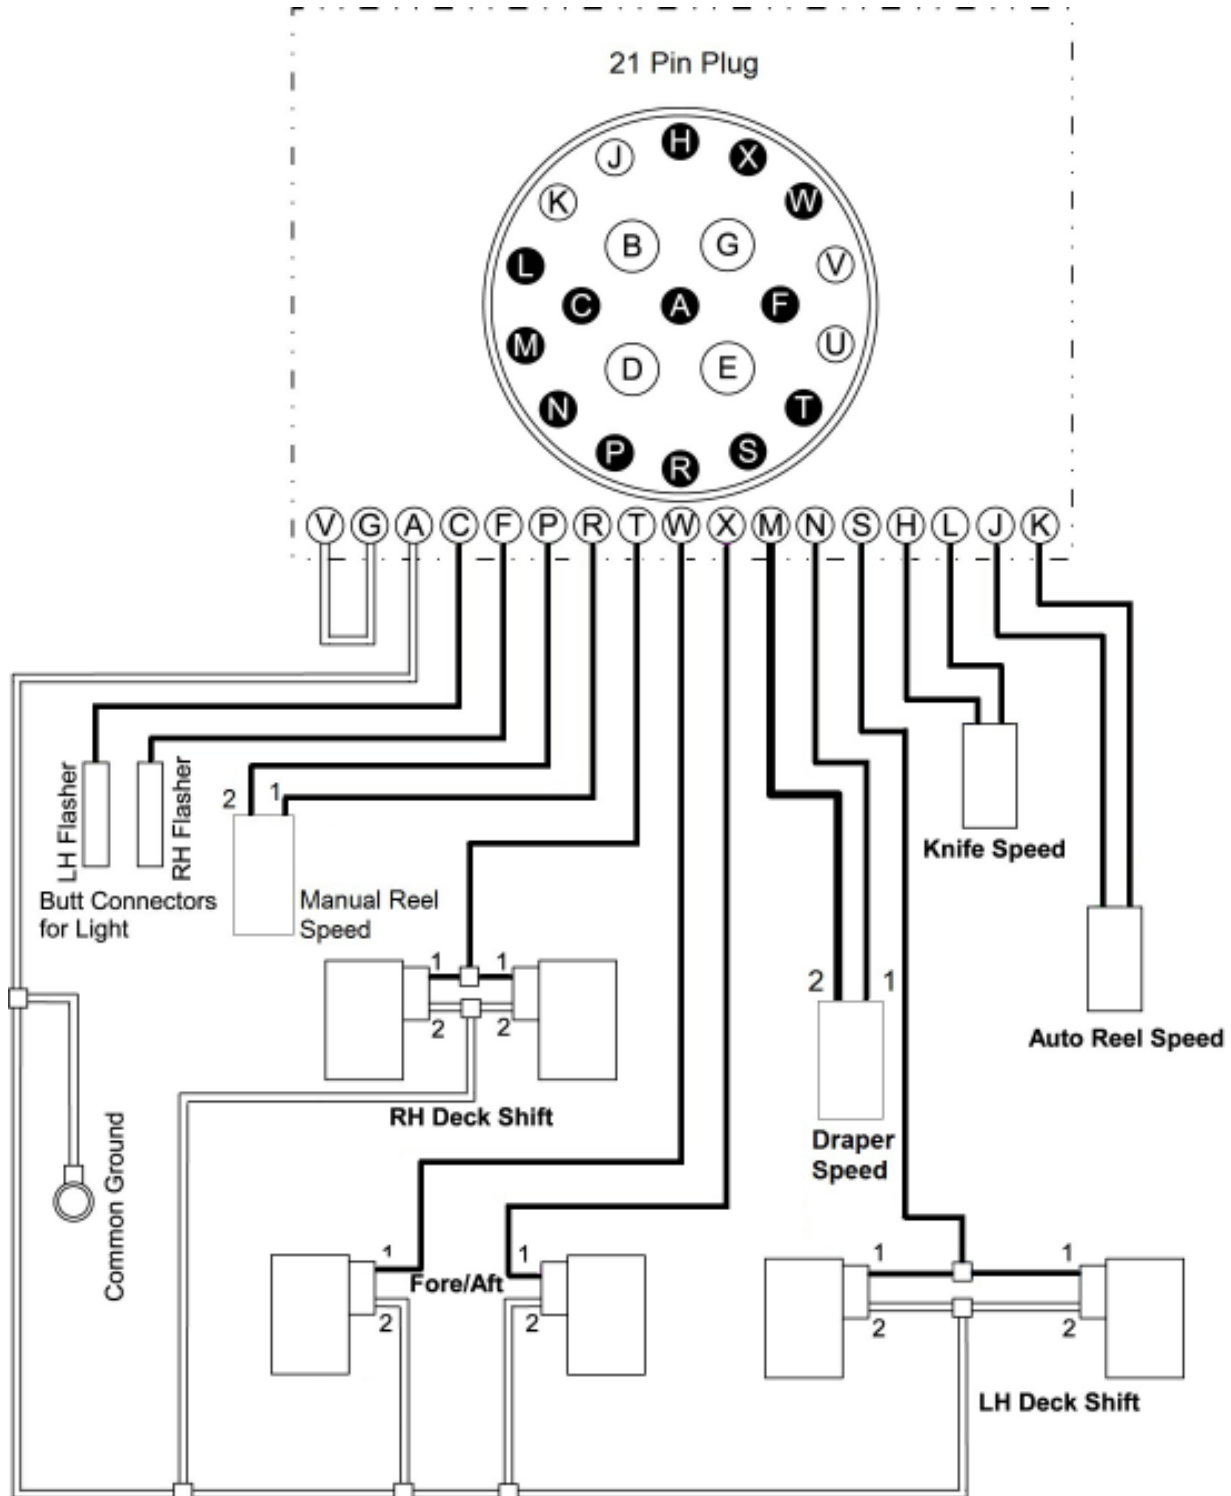 21 Pin Plug
H
J
X
K
W
B
G
L
V
C
A
F
M
U
D
E
N
T
P
S
R
V G A C F P R T W X M N S H L J K
LH Flasher
RH Flasher
Butt Connectors
for Light
2
1
Manual Reel
Speed
Knife Speed
1
1
2
2
RH Deck Shift
2
1
Draper
Speed
Auto Reel Speed
Common Ground
1
1
Fore/Aft
2
2
1
1
2
2
LH Deck Shift